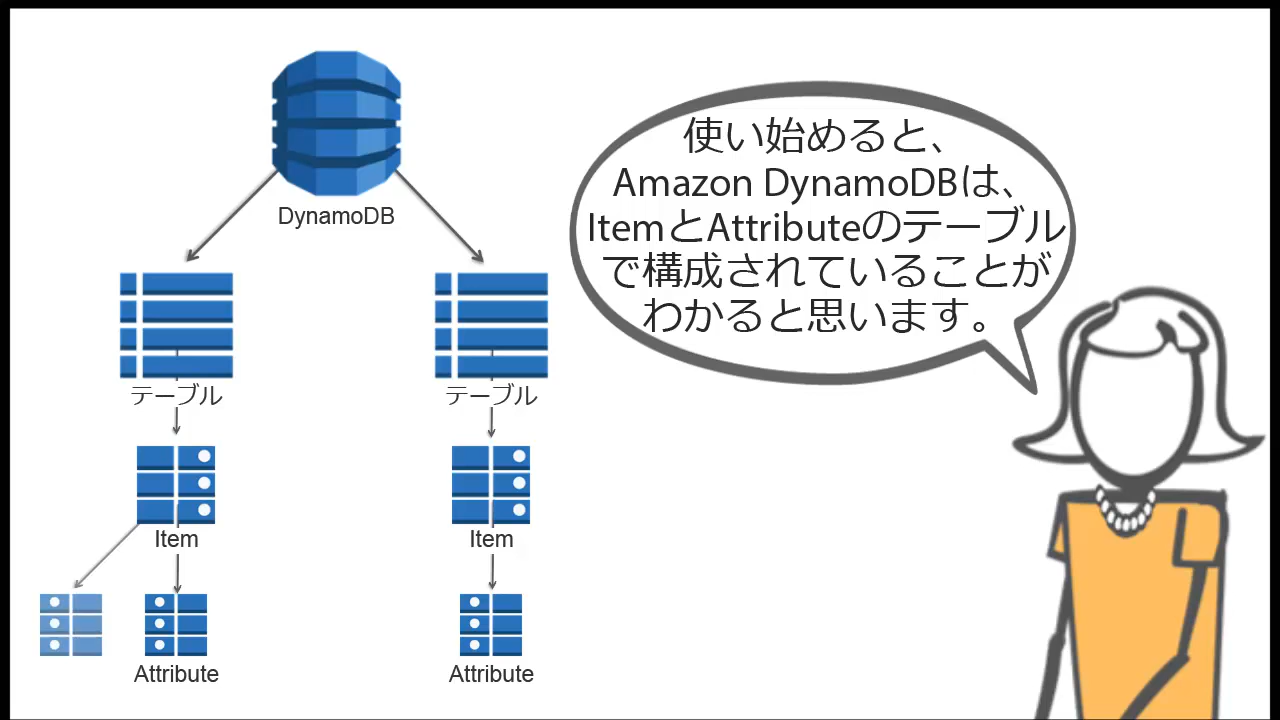 DynamoDB
テーブル
テーブル
Item
Item
Attribute
Attribute
使い始めると、
Amazon DynamoDBは、
ItemとAttributeのテーブル
で構成されていることが
わかると思います。